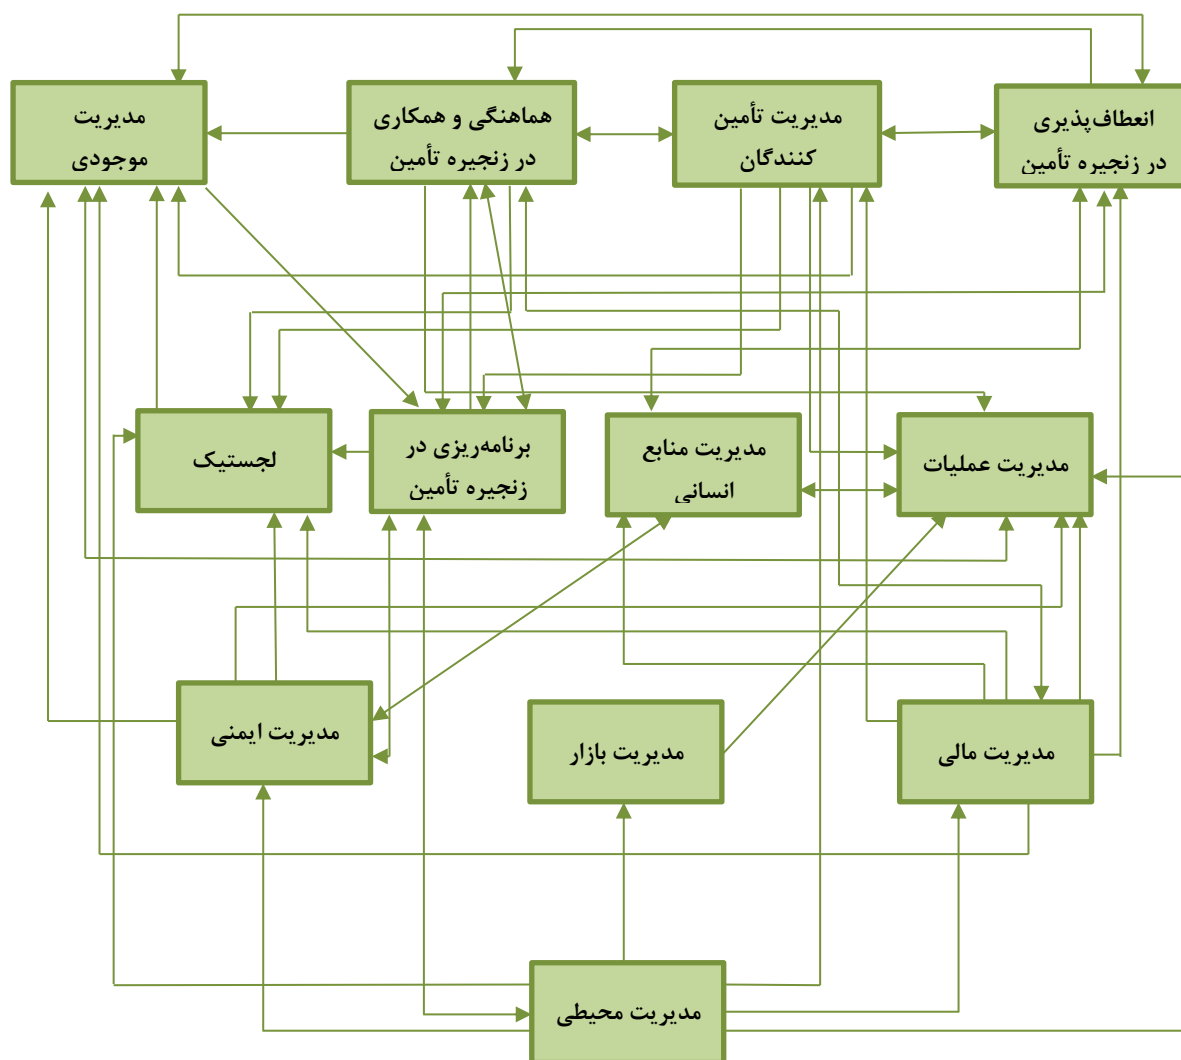 انعطاف‌پذیری
در زنجیره تأمین
مدیریت تأمین
کنندگان
هماهنگی و همکاری
در زنجیره تأمین
مدیریت
موجودی
مدیریت عملیات
مدیریت منابع
انسانی
برنامه‌ریزی در
زنجیره تأمین
لجستیک
مدیریت مالی
مدیریت بازار
مدیریت ایمنی
مدیریت محیطی